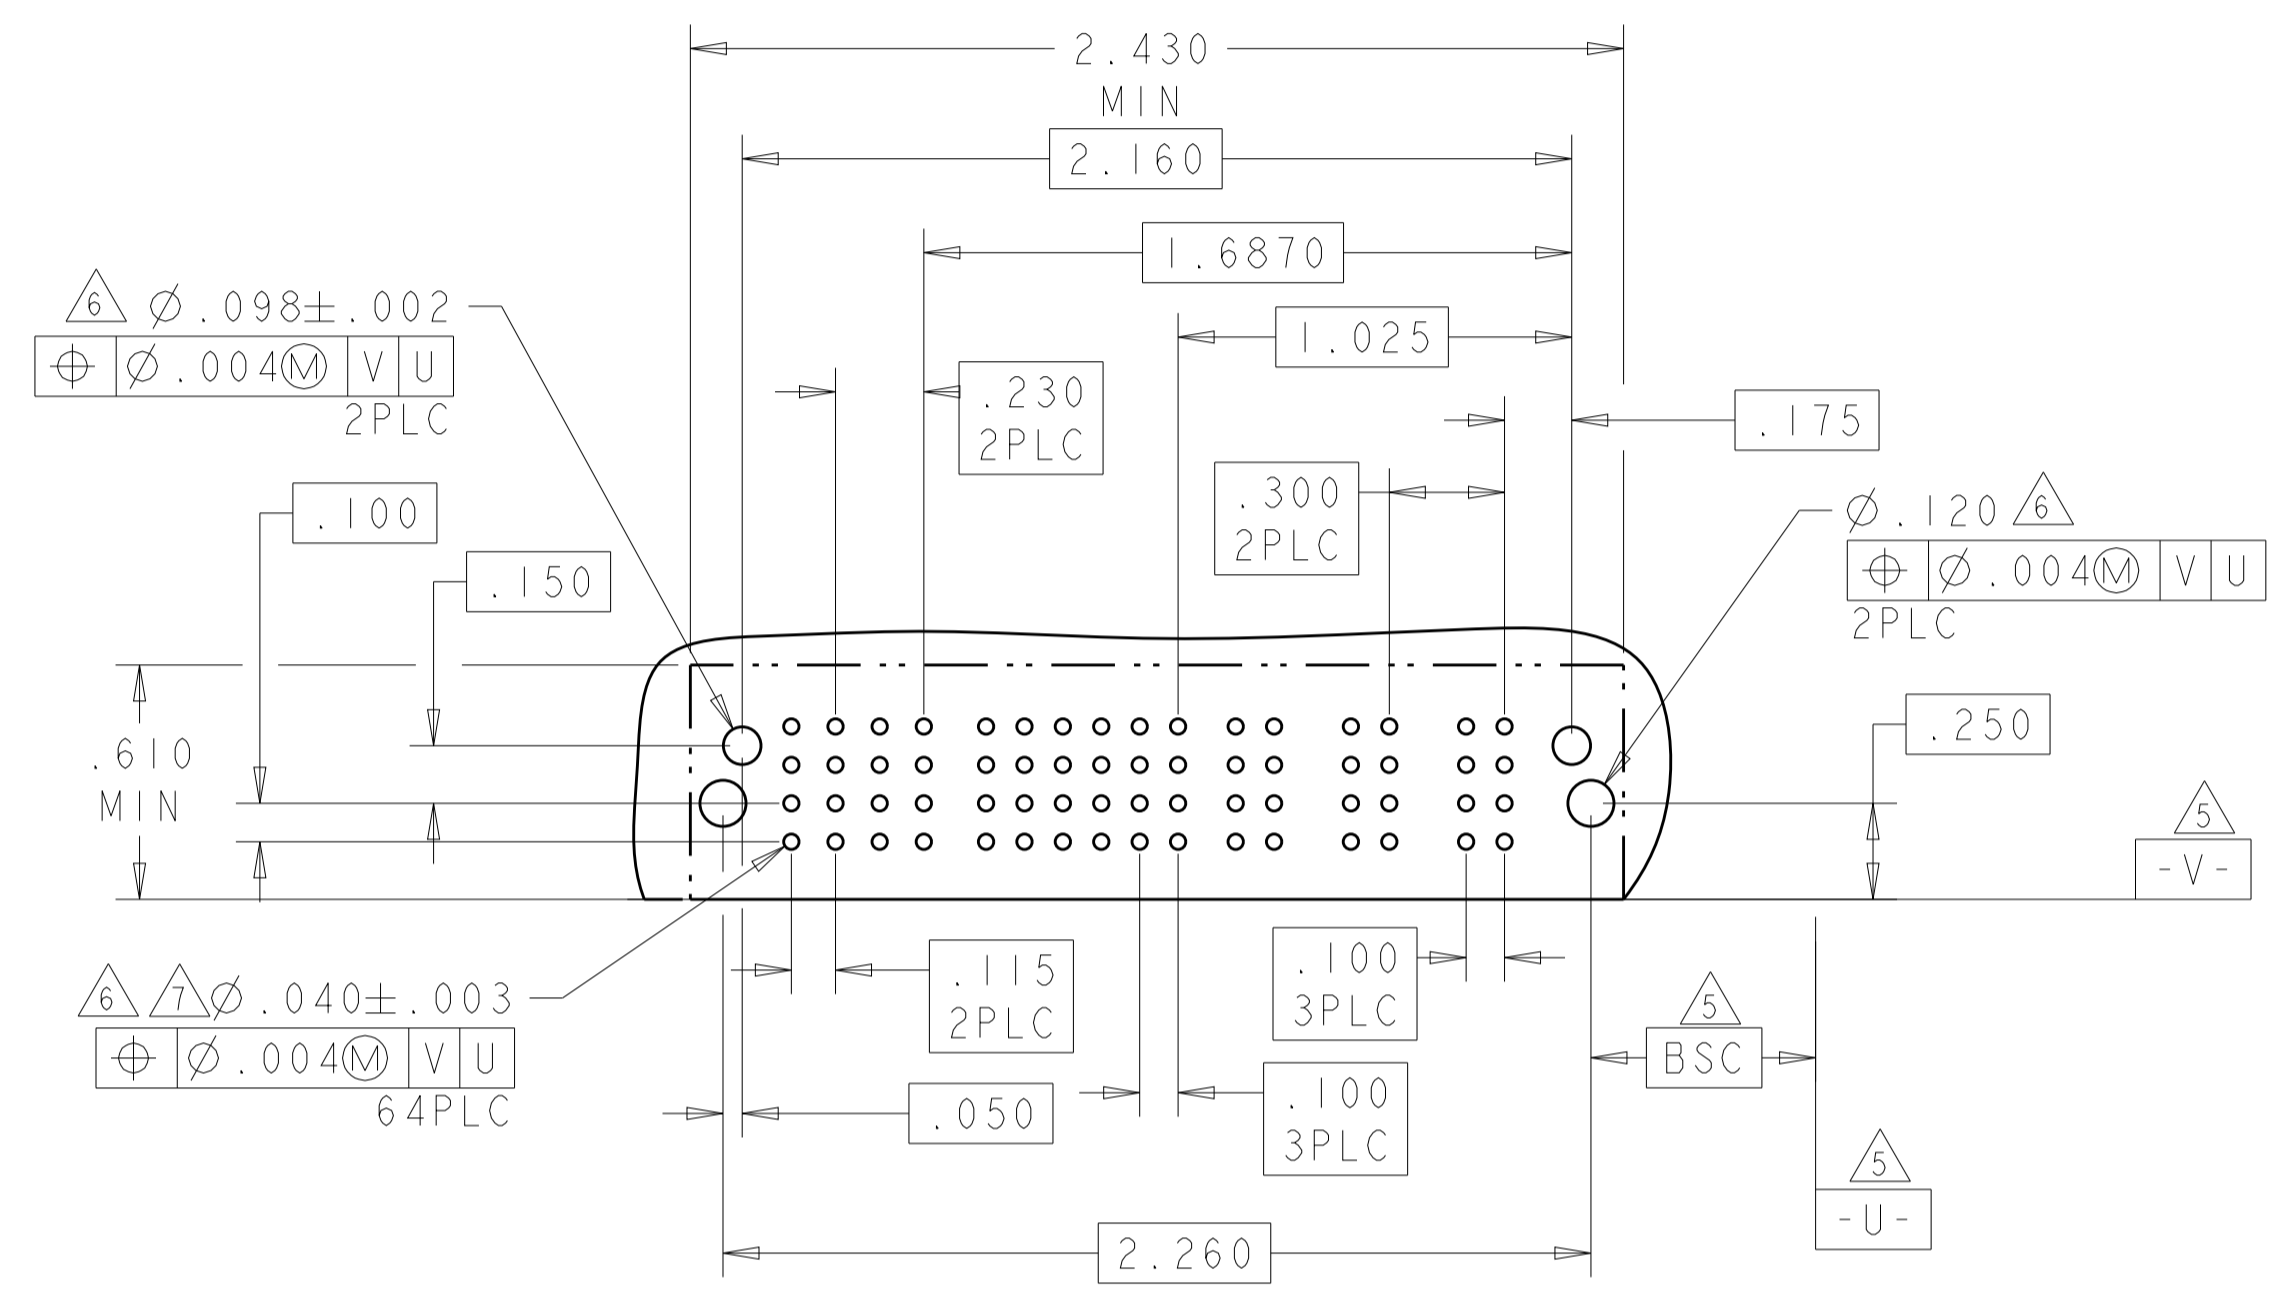 2.430
MIN
2.160
1.6870
1.025
6 Ø.098±.002
⌖ Ø.004Ⓜ V U
2PLC
.230
2PLC
.175
.300
2PLC
.100
.150
Ø.120 6
⌖ Ø.004Ⓜ V U
2PLC
.250
.610
MIN
5
-V-
6 7 Ø.040±.003
⌖ Ø.004Ⓜ V U
64PLC
.115
2PLC
.100
3PLC
5
BSC
.050
.100
3PLC
5
-U-
2.260